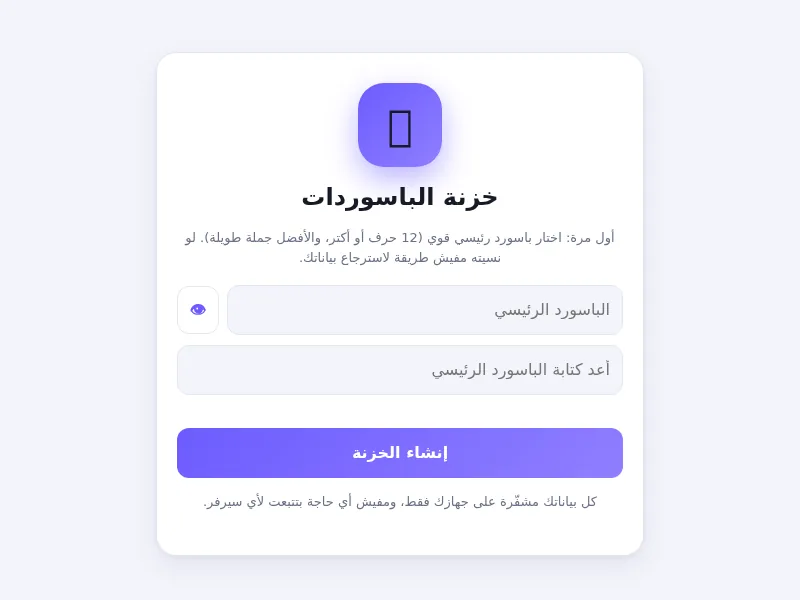 خزنة الباسوردات
أول مرة: اختار باسورد رئيسي قوي (12 حرف أو أكتر، والأفضل جملة طويلة). لو
نسيته مفيش طريقة لاسترجاع بياناتك.
الباسورد الرئيسي
أعد كتابة الباسورد الرئيسي
إنشاء الخزنة
كل بياناتك مشفّرة على جهازك فقط، ومفيش أي حاجة بتتبعت لأي سيرفر.